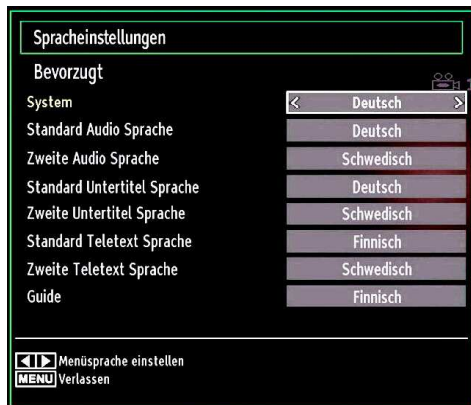 Spracheinstellungen
Bevorzugt
System < Deutsch >
Standard Audio Sprache Deutsch
Zweite Audio Sprache Schwedisch
Standard Untertitel Sprache Deutsch
Zweite Untertitel Sprache Schwedisch
Standard Teletext Sprache Finnisch
Zweite Teletext Sprache Schwedisch
Guide Finnisch
Menüsprache einstellen
MENU Verlassen